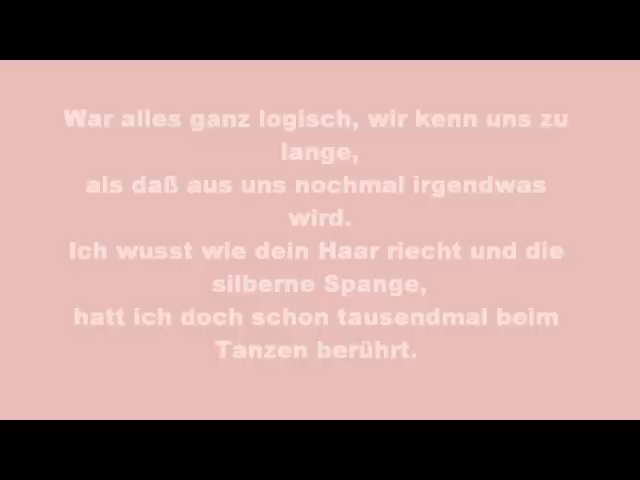 War alles ganz logisch, wir kenn uns zu
lange,
als daß aus uns nochmal irgendwas
wird.
Ich wusst wie dein Haar riecht und die
silberne Spange,
hatt ich doch schon tausendmal beim
Tanzen berührt.